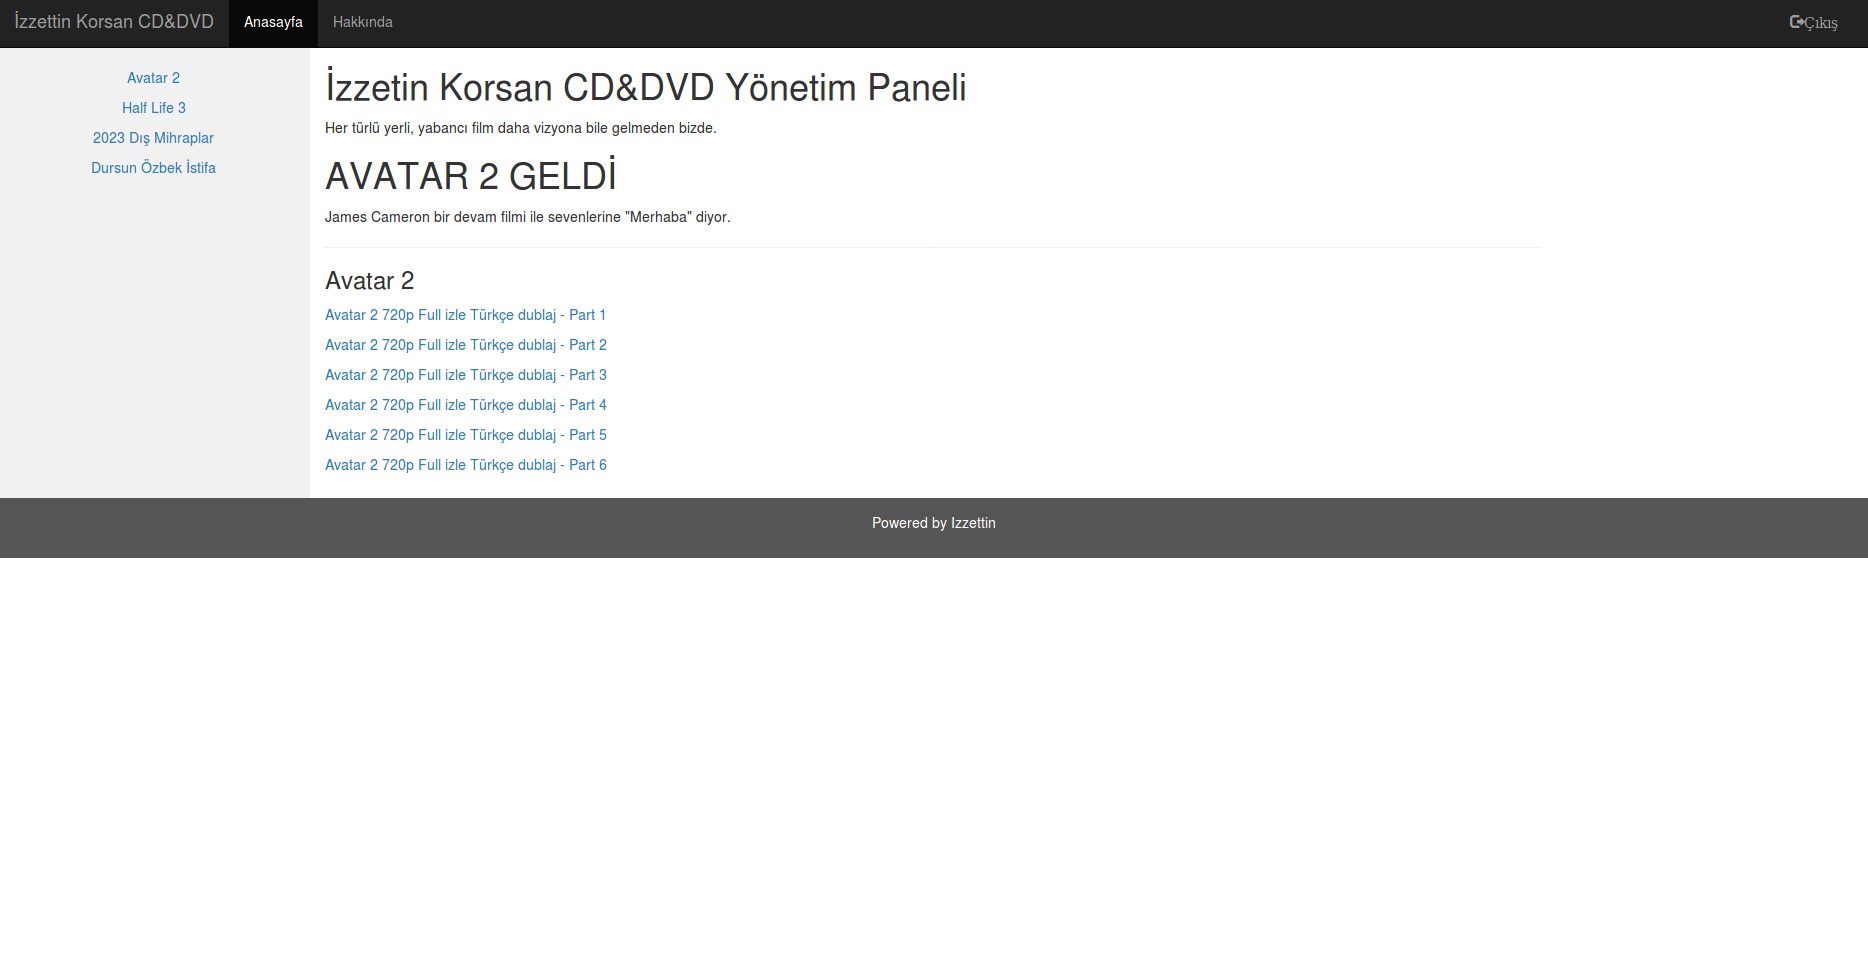 İzzettin Korsan CD&DVD Anasayfa Hakkında Çıkış
Avatar 2
Half Life 3
2023 Dış Mihraplar
Dursun Özbek İstifa
İzzetin Korsan CD&DVD Yönetim Paneli
Her türlü yerli, yabancı film daha vizyona bile gelmeden bizde.
AVATAR 2 GELDİ
James Cameron bir devam filmi ile sevenlerine "Merhaba" diyor.
Avatar 2
Avatar 2 720p Full izle Türkçe dublaj - Part 1
Avatar 2 720p Full izle Türkçe dublaj - Part 2
Avatar 2 720p Full izle Türkçe dublaj - Part 3
Avatar 2 720p Full izle Türkçe dublaj - Part 4
Avatar 2 720p Full izle Türkçe dublaj - Part 5
Avatar 2 720p Full izle Türkçe dublaj - Part 6
Powered by Izzettin